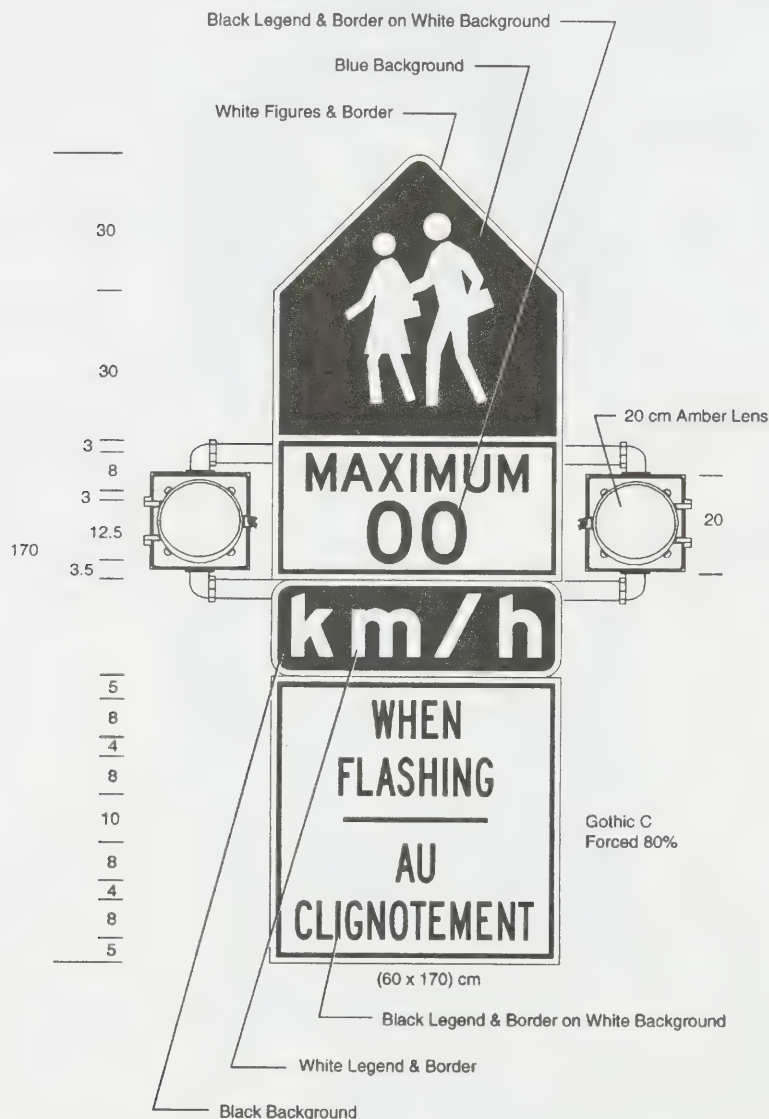 Black Legend & Border on White Background
Blue Background
White Figures & Border
30
30
20 cm Amber Lens
3
8
3
12.5
3.5
170
20
MAXIMUM
00
km/h
5
8
4
8
10
8
4
8
5
WHEN
FLASHING
AU
CLIGNOTEMENT
Gothic C
Forced 80%
(60 x 170) cm
Black Legend & Border on White Background
White Legend & Border
Black Background